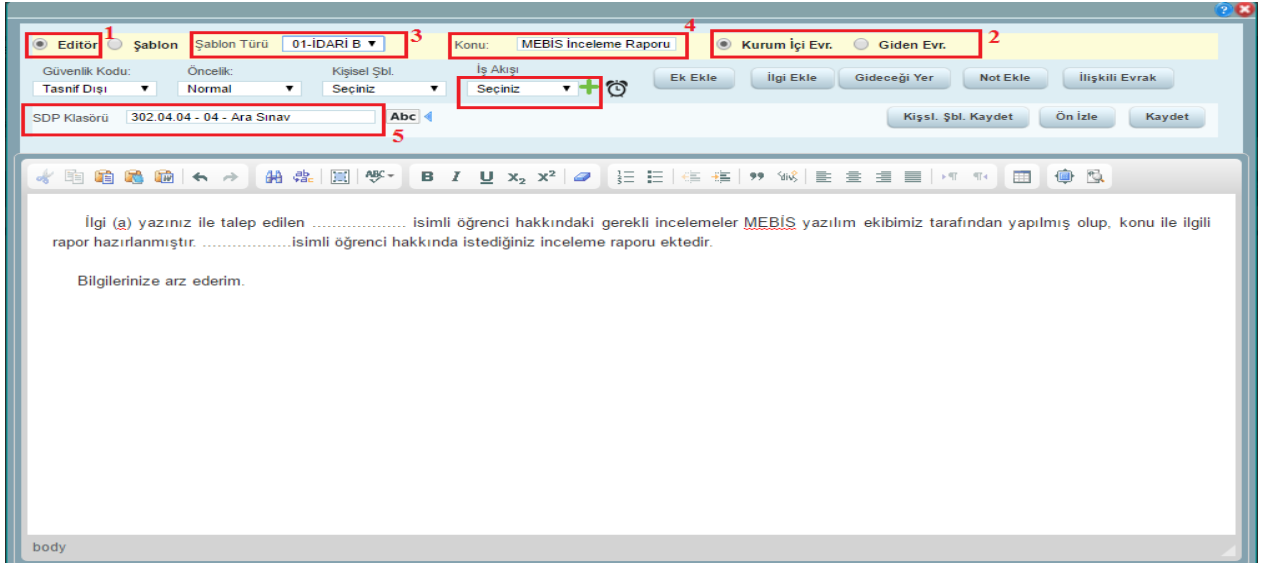 1 3 4 2
Editör Şablon Şablon Türü 01-İDARİ B Konu: MEBİS İnceleme Raporu Kurum İçi Evr. Giden Evr.
Güvenlik Kodu: Öncelik: Kişisel Şbl. İş Akışı
Tasnif Dışı Normal Seçiniz Seçiniz Ek Ekle İlgi Ekle Gideceği Yer Not Ekle İlişkili Evrak
SDP Klasörü 302.04.04 - 04 - Ara Sınav Abc Kişsl. Şbl. Kaydet Ön İzle Kaydet
5
ABC B I U x₂ x² div
İlgi (a) yazınız ile talep edilen .................. isimli öğrenci hakkındaki gerekli incelemeler MEBİS yazılım ekibimiz tarafından yapılmış olup, konu ile ilgili
rapor hazırlanmıştır. .................isimli öğrenci hakkında istediğiniz inceleme raporu ektedir.
Bilgilerinize arz ederim.
body